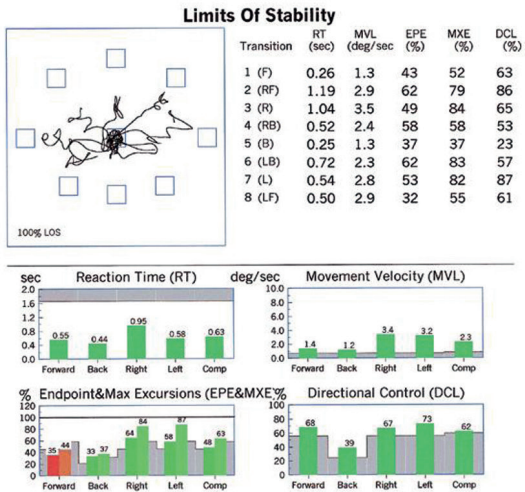 Limits Of Stability
RT MVL EPE MXE DCL
Transition (sec) (deg/sec (%) (%) (%)
1 (F) 0.26 1.3 43 52 63
2 (RF) 1.19 2.9 62 79 86
3 (R) 1.04 3.5 49 84 65
4 (RB) 0.52 2.4 58 58 53
5 (B) 0.25 1.3 37 37 23
6 (LB) 0.72 2.3 62 83 57
7 (L) 0.54 2.8 53 82 87
8 (LF) 0.50 2.9 32 55 61
100% LOS
sec Reaction Time (RT)
2.0
1.6
1.2
0.8
0.4
0.0
0.55 0.44 0.95 0.58 0.63
Forward Back Right Left Comp
deg/sec Movement Velocity (MVL)
10.0
8.0
6.0
4.0
2.0
0.0
1.4 1.2 3.4 3.2 2.3
Forward Back Right Left Comp
% Endpoint&Max Excursions (EPE&MXE)
120
100
80
60
40
20
0
35 44 33 37 64 84 58 87 48 63
Forward Back Right Left Comp
% Directional Control (DCL)
100
80
60
40
20
0
68 39 67 73 62
Forward Back Right Left Comp